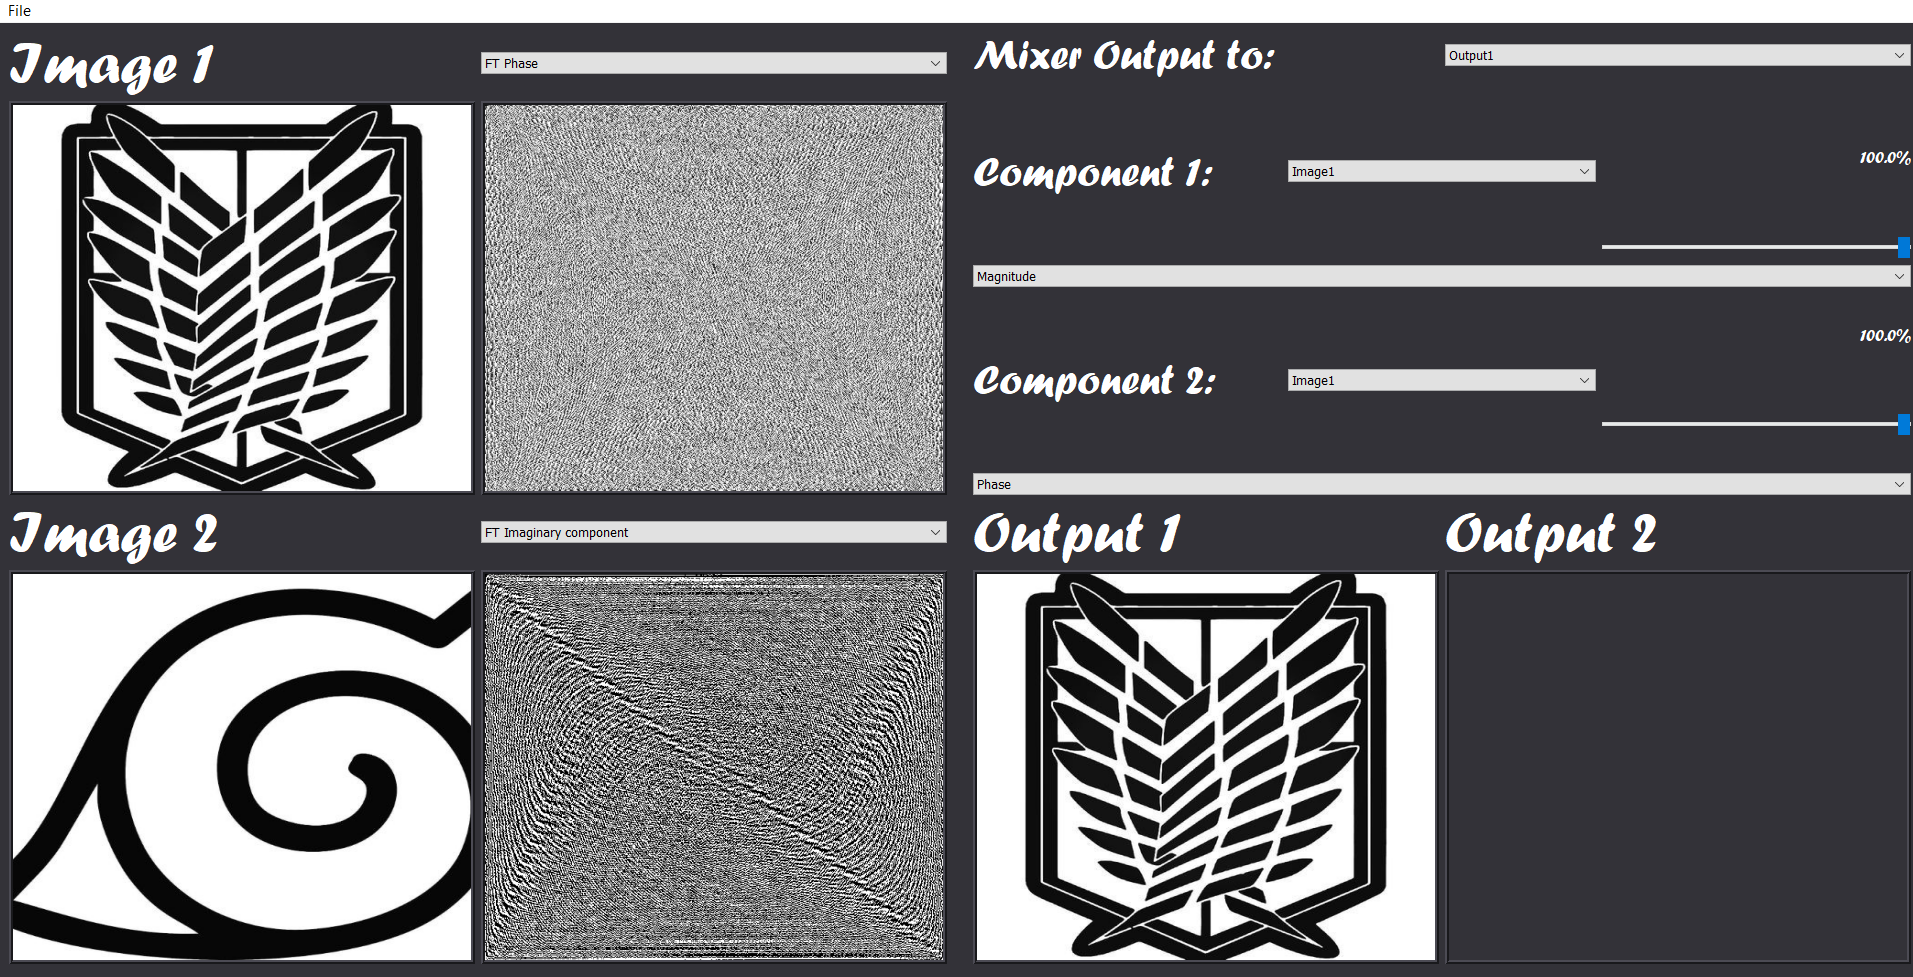 File
Image 1
FT Phase
Mixer Output to:
Output1
Component 1:
Image1
100.0%
Magnitude
100.0%
Component 2:
Image1
Phase
Image 2
FT Imaginary component
Output 1
Output 2